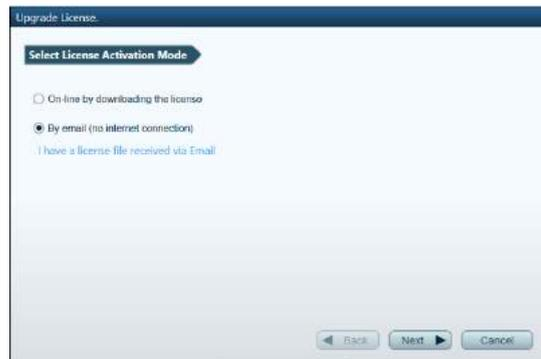 Upgrade License.
Select License Activation Mode
On-line by downloading the license
By email (no internet connection)
I have a license file received via Email
Back
Next
Cancel